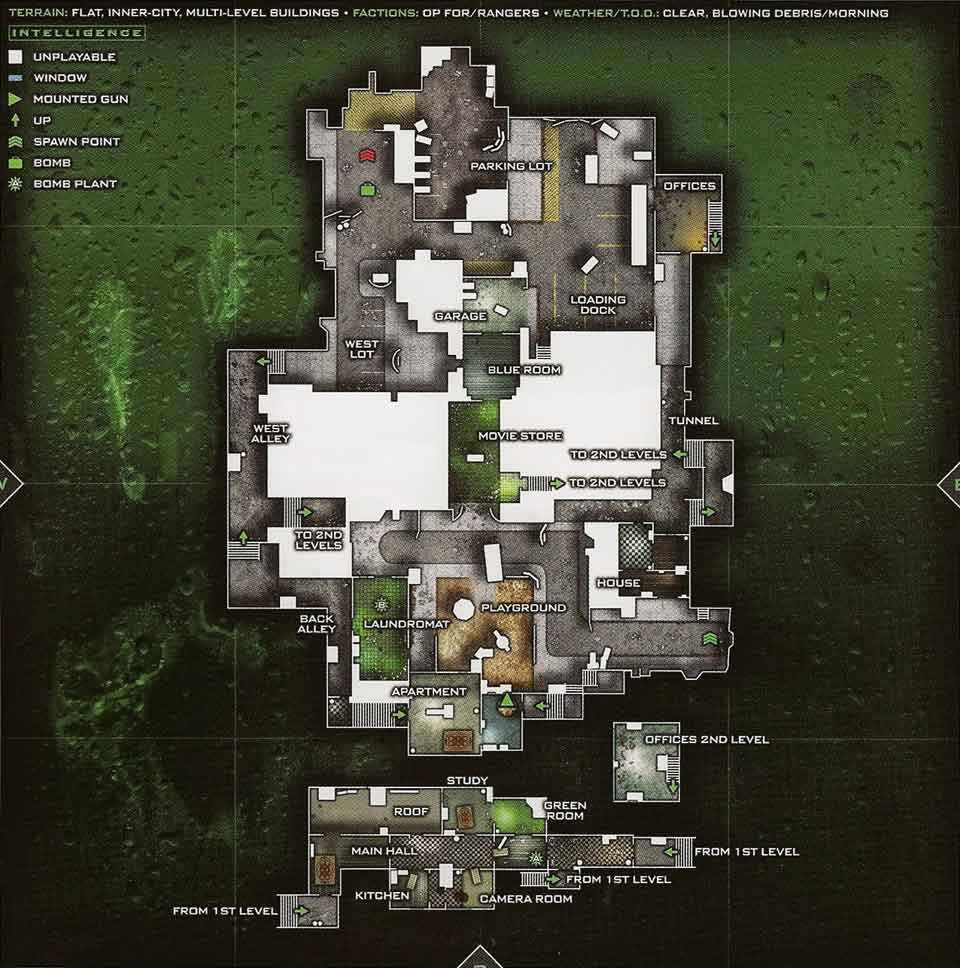 TERRAIN: FLAT, INNER-CITY, MULTI-LEVEL BUILDINGS • FACTIONS: OP FOR/RANGERS • WEATHER/T.O.D.: CLEAR, BLOWING DEBRIS/MORNING
INTELLIGENCE
UNPLAYABLE
WINDOW
MOUNTED GUN
UP
SPAWN POINT
BOMB
BOMB PLANT
PARKING LOT
OFFICES
LOADING
DOCK
GARAGE
WEST
LOT
BLUE ROOM
TUNNEL
WEST
ALLEY
MOVIE STORE
TO 2ND LEVELS
TO 2ND LEVELS
TO 2ND
LEVELS
HOUSE
PLAYGROUND
BACK
ALLEY
LAUNDROMAT
APARTMENT
OFFICES 2ND LEVEL
STUDY
ROOF
GREEN
ROOM
MAIN HALL
FROM 1ST LEVEL
FROM 1ST LEVEL
KITCHEN
CAMERA ROOM
FROM 1ST LEVEL